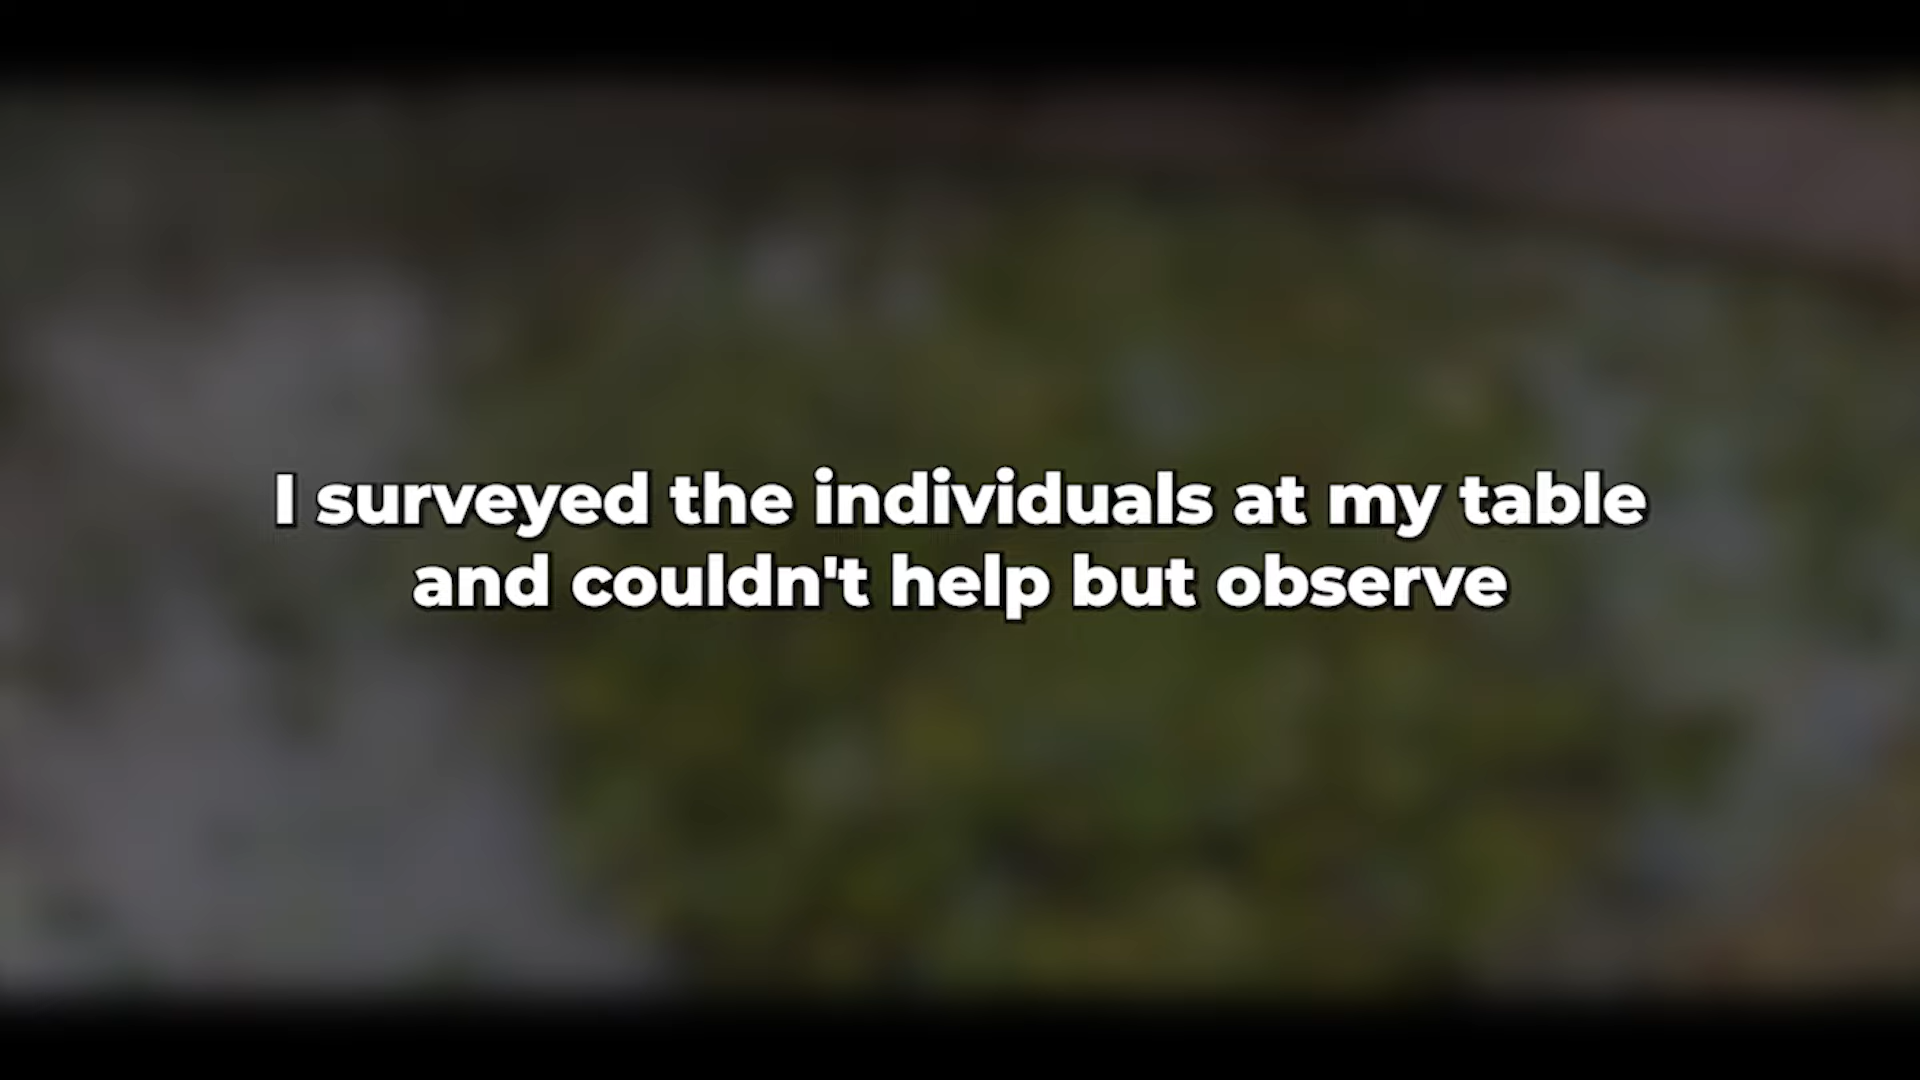 I surveyed the individuals at my table
and couldn't help but observe